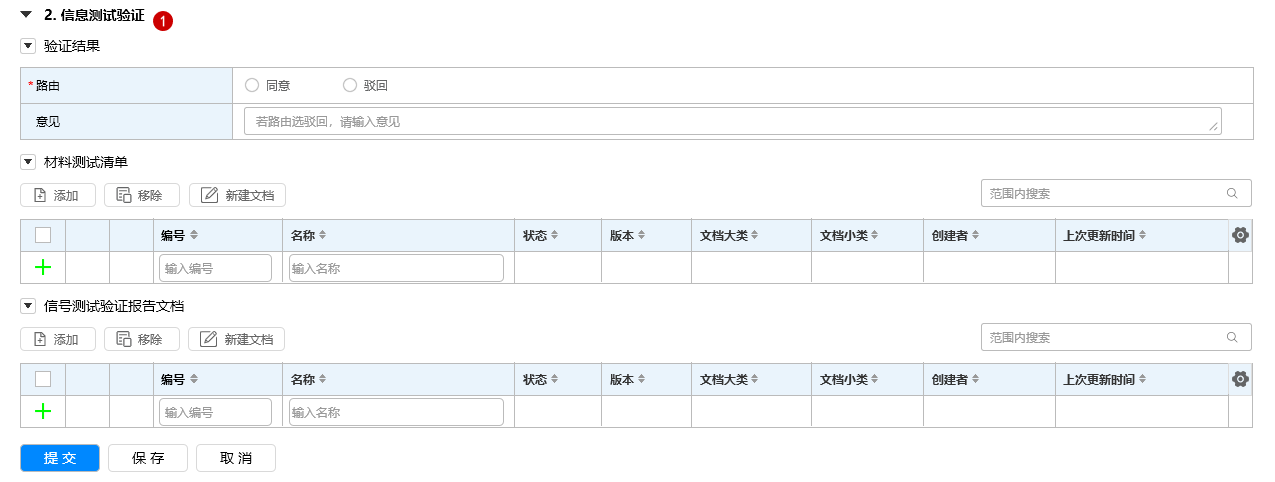 2. 信息测试验证 1
验证结果
*路由 同意 驳回
意见 若路由选驳回，请输入意见
材料测试清单
添加 移除 新建文档 范围内搜索
编号 名称 状态 版本 文档大类 文档小类 创建者 上次更新时间
输入编号 输入名称
信号测试验证报告文档
添加 移除 新建文档 范围内搜索
编号 名称 状态 版本 文档大类 文档小类 创建者 上次更新时间
输入编号 输入名称
提交 保存 取消